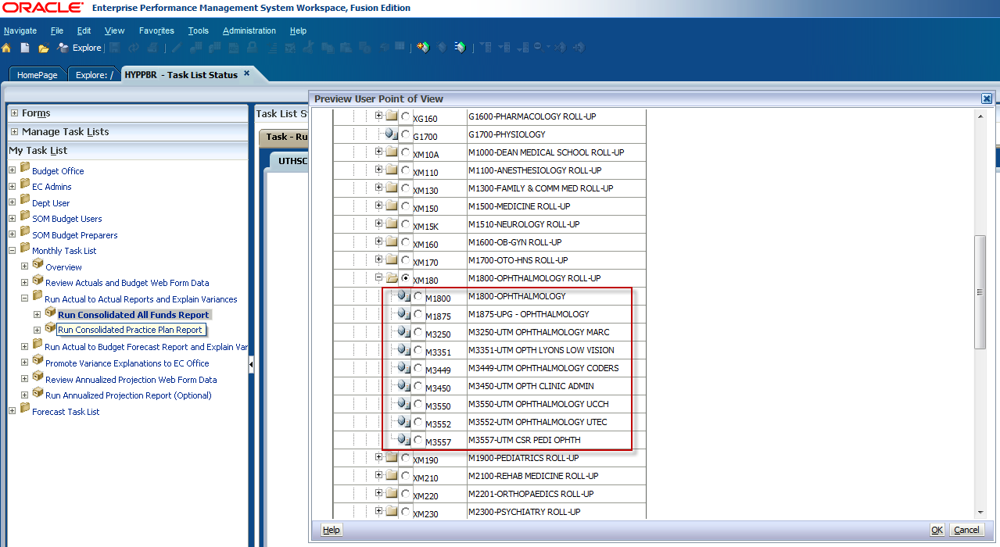 ORACLE® Enterprise Performance Management System Workspace, Fusion Edition
Navigate File Edit View Favorites Tools Administration Help
Explore
HomePage Explore: / HYPPBR - Task List Status
Forms
Manage Task Lists
My Task List
Budget Office
EC Admins
Dept User
SOM Budget Users
SOM Budget Preparers
Monthly Task List
Overview
Review Actuals and Budget Web Form Data
Run Actual to Actual Reports and Explain Variances
Run Consolidated All Funds Report
Run Consolidated Practice Plan Report
Run Actual to Budget Forecast Report and Explain Var
Promote Variance Explanations to EC Office
Review Annualized Projection Web Form Data
Run Annualized Projection Report (Optional)
Forecast Task List
Task List S
Task - Ru
UTHSC
Preview User Point of View
XG160 G1600-PHARMACOLOGY ROLL-UP
G1700 G1700-PHYSIOLOGY
XM10A M1000-DEAN MEDICAL SCHOOL ROLL-UP
XM110 M1100-ANESTHESIOLOGY ROLL-UP
XM130 M1300-FAMILY & COMM MED ROLL-UP
XM150 M1500-MEDICINE ROLL-UP
XM15K M1510-NEUROLOGY ROLL-UP
XM160 M1600-OB-GYN ROLL-UP
XM170 M1700-OTO-HNS ROLL-UP
XM180 M1800-OPHTHALMOLOGY ROLL-UP
M1800 M1800-OPHTHALMOLOGY
M1875 M1875-UPG - OPHTHALMOLOGY
M3250 M3250-UTM OPHTHALMOLOGY MARC
M3351 M3351-UTM OPTH LYONS LOW VISION
M3449 M3449-UTM OPHTHALMOLOGY CODERS
M3450 M3450-UTM OPTH CLINIC ADMIN
M3550 M3550-UTM OPHTHALMOLOGY UCCH
M3552 M3552-UTM OPHTHALMOLOGY UTEC
M3557 M3557-UTM CSR PEDI OPHTH
XM190 M1900-PEDIATRICS ROLL-UP
XM210 M2100-REHAB MEDICINE ROLL-UP
XM220 M2201-ORTHOPAEDICS ROLL-UP
XM230 M2300-PSYCHIATRY ROLL-UP
Help OK Cancel